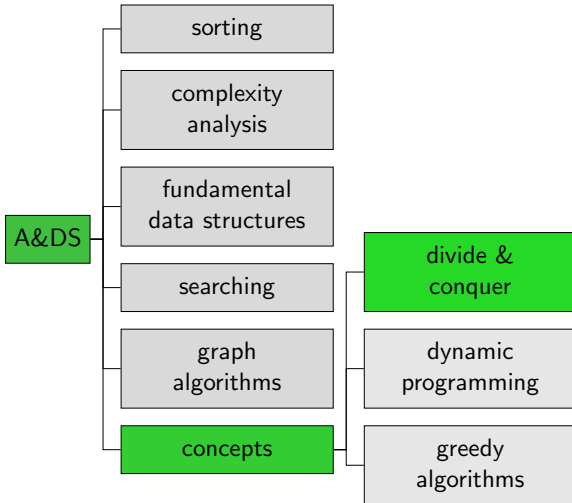 sorting
complexity
analysis
fundamental
data structures
A&DS
searching
divide &
conquer
graph
algorithms
dynamic
programming
concepts
greedy
algorithms